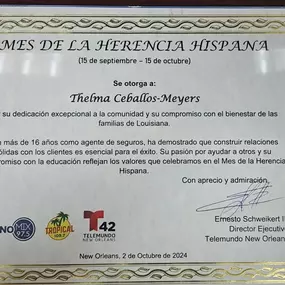 MES DE LA HERENCIA HISPANA
(15 de septiembre – 15 de octubre)
Se otorga a:
Thelma Ceballos-Meyers
su dedicación excepcional a la comunidad y su compromiso con el bienestar de las
familias de Louisiana.
más de 16 años como agente de seguros, ha demostrado que construir relaciones
con los clientes es esencial para el éxito. Su pasión por ayudar a otros y su
con la educación reflejan los valores que celebramos en el Mes de la Herencia
Hispana.
Con aprecio y admiración,
Ernesto Schweikert
Director Ejecutivo
Telemundo New Orleans
MIX
97.5
TROPICAL
T 42
TELEMUNDO
NEW ORLEANS
New Orleans, 2 de Octubre de 2024